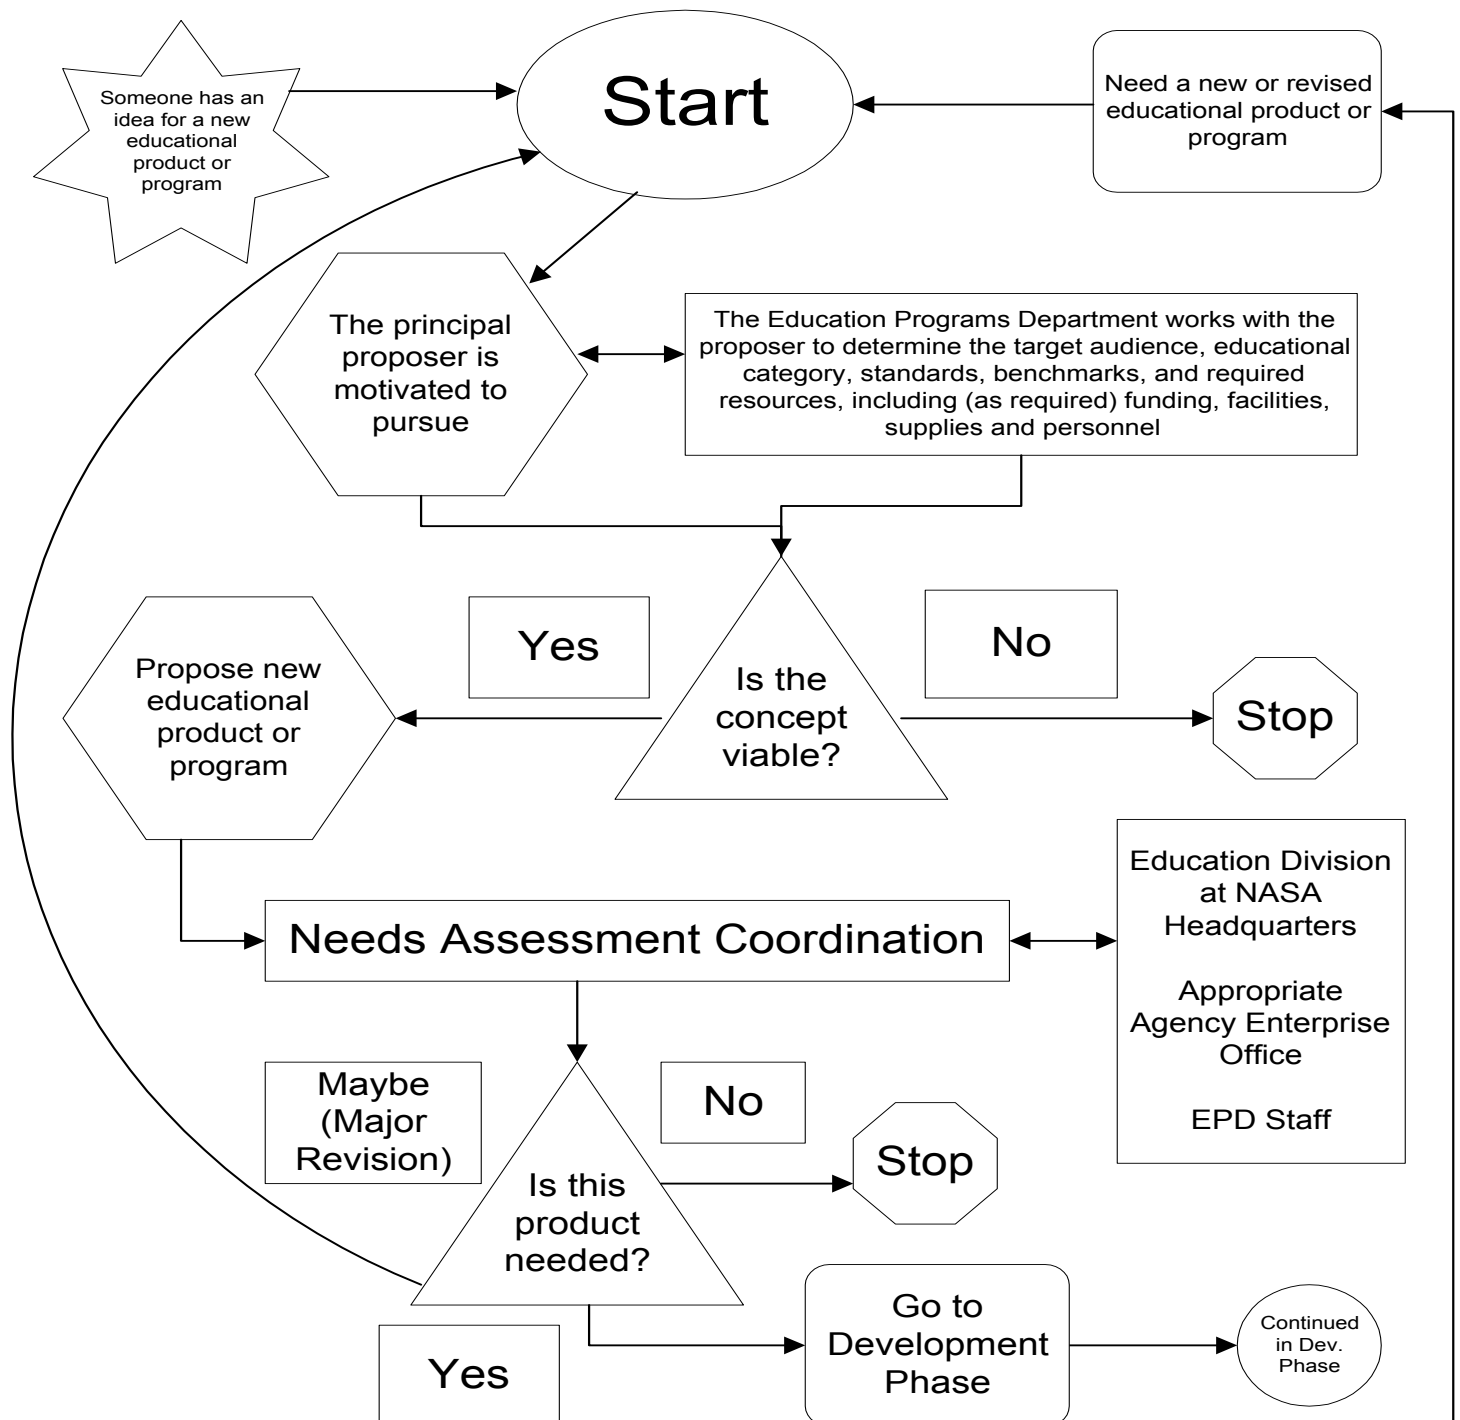 Someone has an
idea for a new
educational
product or
program
Start
Need a new or revised
educational product or
program
The principal
proposer is
motivated to
pursue
The Education Programs Department works with the
proposer to determine the target audience, educational
category, standards, benchmarks, and required
resources, including (as required) funding, facilities,
supplies and personnel
Yes
No
Is the
concept
viable?
Stop
Propose new
educational
product or
program
Needs Assessment Coordination
Education Division
at NASA
Headquarters
Appropriate
Agency Enterprise
Office
EPD Staff
Maybe
(Major
Revision)
No
Stop
Is this
product
needed?
Yes
Go to
Development
Phase
Continued
in Dev.
Phase